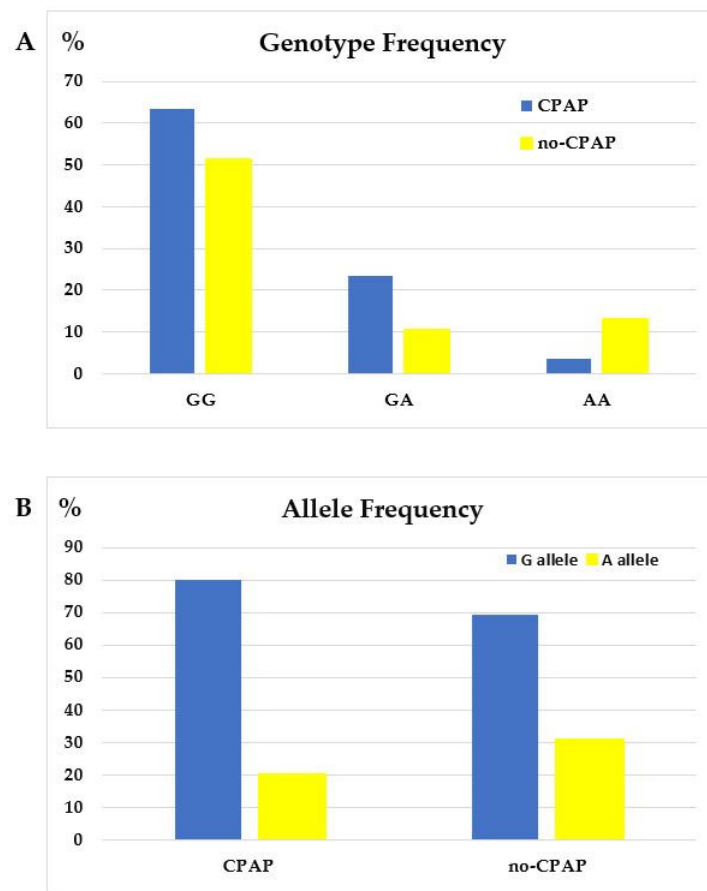 A
%
Genotype Frequency
70
60
50
40
30
20
10
0
CPAP
no-CPAP
GG GA AA
B
%
Allele Frequency
90
80
70
60
50
40
30
20
10
0
G allele A allele
CPAP no-CPAP